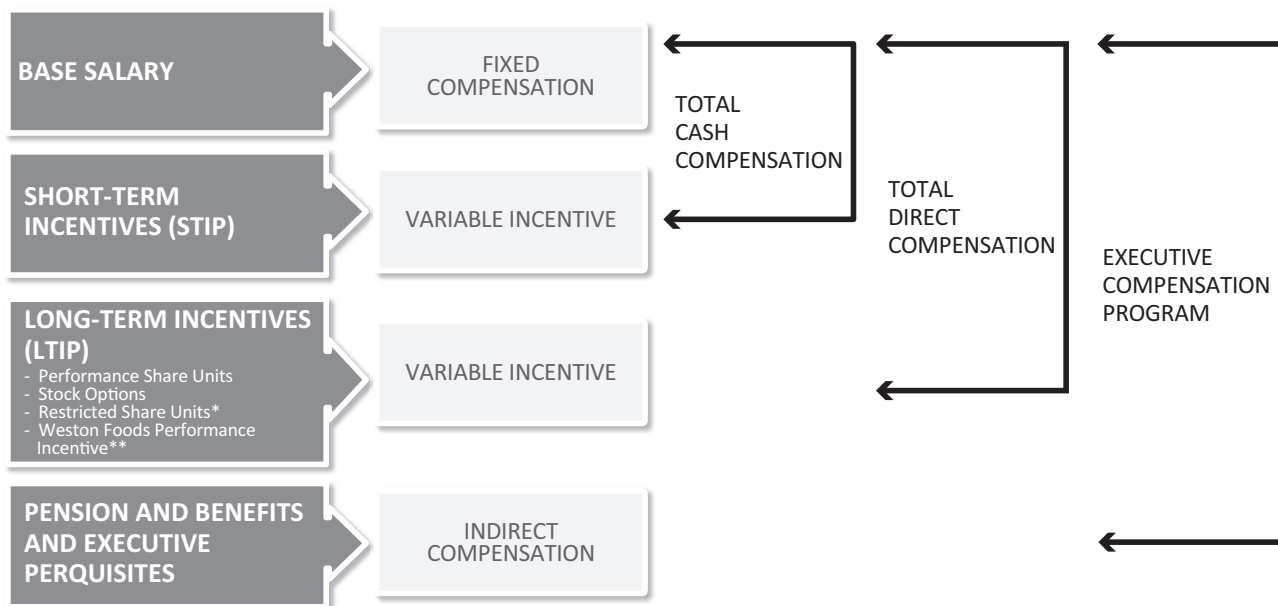 BASE SALARY
FIXED
COMPENSATION
SHORT-TERM
INCENTIVES (STIP)
VARIABLE INCENTIVE
LONG-TERM INCENTIVES
(LTIP)
- Performance Share Units
- Stock Options
- Restricted Share Units*
- Weston Foods Performance
Incentive**
VARIABLE INCENTIVE
PENSION AND BENEFITS
AND EXECUTIVE
PERQUISITES
INDIRECT
COMPENSATION
TOTAL
CASH
COMPENSATION
TOTAL
DIRECT
COMPENSATION
EXECUTIVE
COMPENSATION
PROGRAM